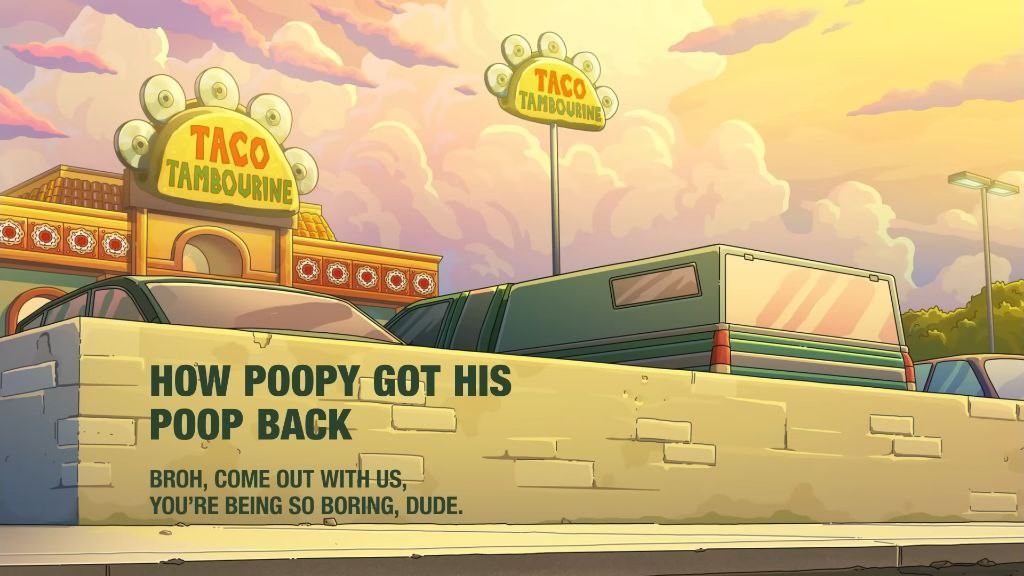 TACO
TAMBOURINE
TACO
TAMBOURINE
HOW POOPY GOT HIS
POOP BACK
BROH, COME OUT WITH US,
YOU'RE BEING SO BORING, DUDE.